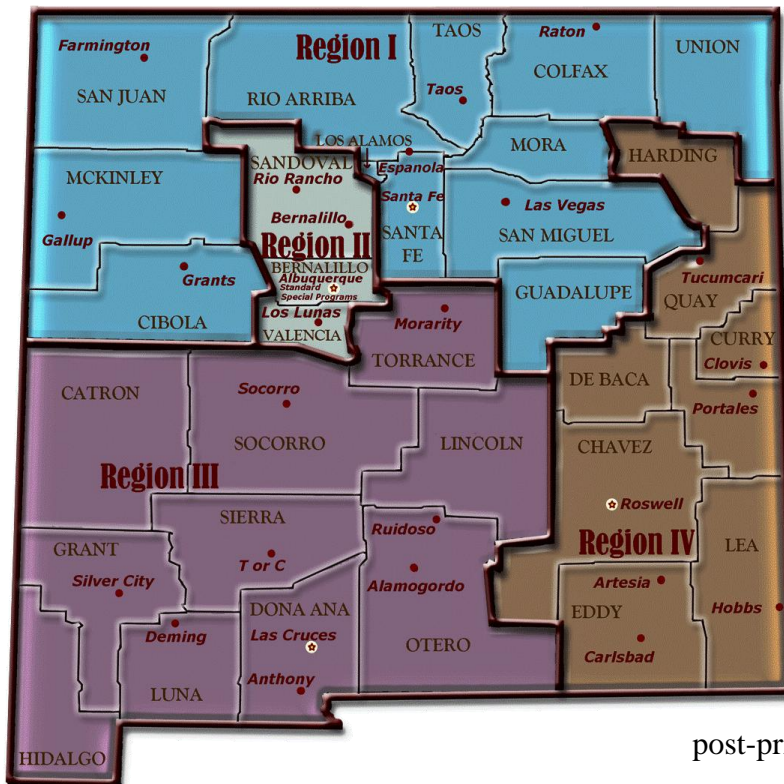 TAOS
Region I
Raton
Farmington
UNION
COLFAX
Taos
SAN JUAN
RIO ARRIBA
LOS ALAMOS
MORA
HARDING
SANDOVAL
Espanola
MCKINLEY
Rio Rancho
Santa Fe
Las Vegas
Bernalillo
SANTA
FE
SAN MIGUEL
Gallup
Region II
BERNALILLO
Albuquerque
Standard
Special Programs
Grants
Tucumcari
GUADALUPE
QUAY
Los Lunas
CIBOLA
VALENCIA
Morarity
CURRY
TORRANCE
Clovis
DE BACA
CATRON
Socorro
Portales
SOCORRO
LINCOLN
CHAVEZ
Region III
Roswell
SIERRA
Ruidoso
Region IV
LEA
GRANT
T or C
Silver City
Alamogordo
Artesia
DONA ANA
EDDY
Hobbs
Deming
Las Cruces
OTERO
Carlsbad
Anthony
LUNA
HIDALGO
post-pr